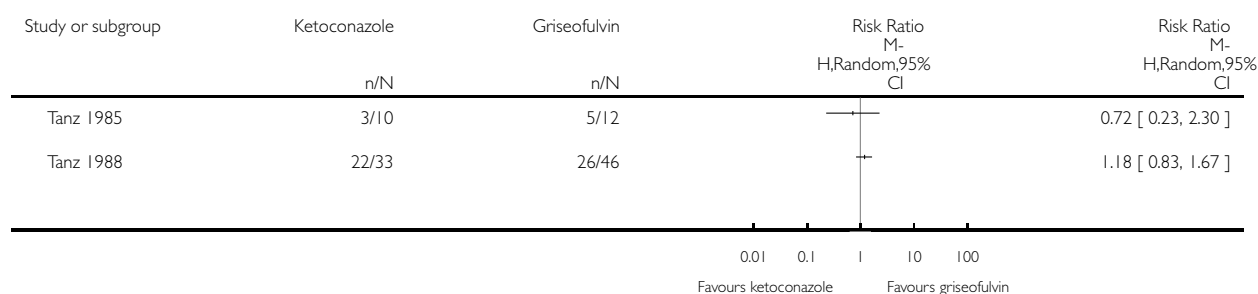 Study or subgroup Ketoconazole Griseofulvin Risk Ratio Risk Ratio
M- M-
H,Random,95% H,Random,95%
n/N n/N CI CI
Tanz 1985 3/10 5/12 0.72 [ 0.23, 2.30 ]
Tanz 1988 22/33 26/46 1.18 [ 0.83, 1.67 ]
0.01 0.1 1 10 100
Favours ketoconazole Favours griseofulvin